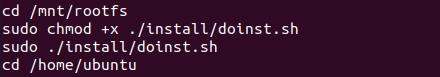 cd /mnt/rootfs
sudo chmod +x ./install/doinst.sh
sudo ./install/doinst.sh
cd /home/ubuntu